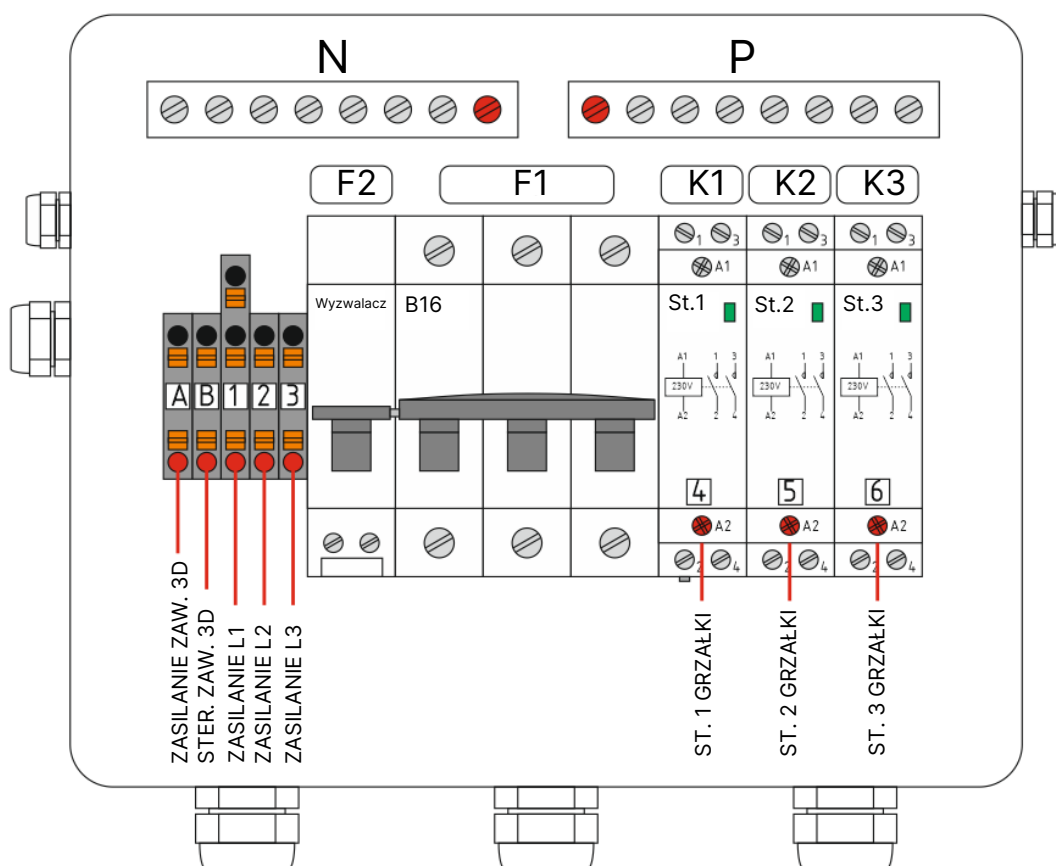 N P
F2 F1 K1 K2 K3
1 3 1 3 1 3
A1 A1 A1
Wyzwalacz B16 St.1 St.2 St.3
A1 1 3 A1 1 3 A1 1 3
230V 230V 230V
A B 1 2 3
A2 2 4 A2 2 4 A2 2 4
4 5 6
A2 A2 A2
2 4 2 4 2 4
ZASILANIE ZAW. 3D
STER. ZAW. 3D
ZASILANIE L1
ZASILANIE L2
ZASILANIE L3
ST. 1 GRZAŁKI
ST. 2 GRZAŁKI
ST. 3 GRZAŁKI